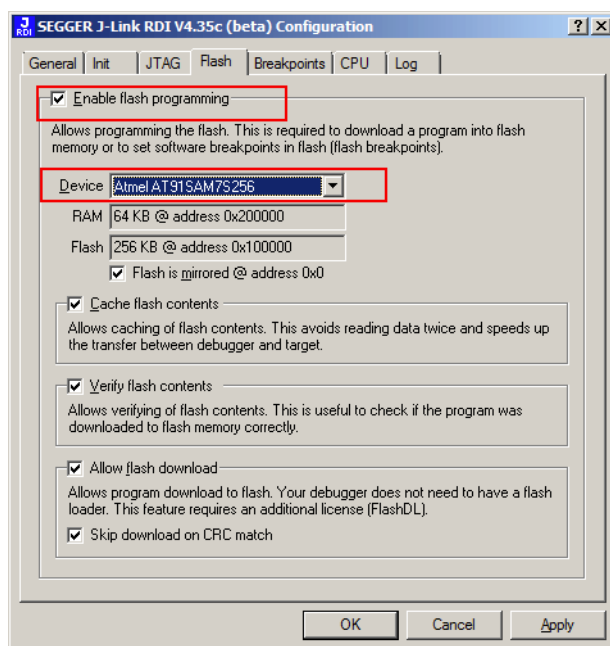 SEGGER J-Link RDI V4.35c (beta) Configuration
General Init JTAG Flash Breakpoints CPU Log
Enable flash programming
Allows programming the flash. This is required to download a program into flash
memory or to set software breakpoints in flash (flash breakpoints).
Device Atmel AT91SAM7S256
RAM 64 KB @ address 0x200000
Flash 256 KB @ address 0x100000
Flash is mirrored @ address 0x0
Cache flash contents
Allows caching of flash contents. This avoids reading data twice and speeds up
the transfer between debugger and target.
Verify flash contents
Allows verifying of flash contents. This is useful to check if the program was
downloaded to flash memory correctly.
Allow flash download
Allows program download to flash. Your debugger does not need to have a flash
loader. This feature requires an additional license (FlashDL).
Skip download on CRC match
OK Cancel Apply